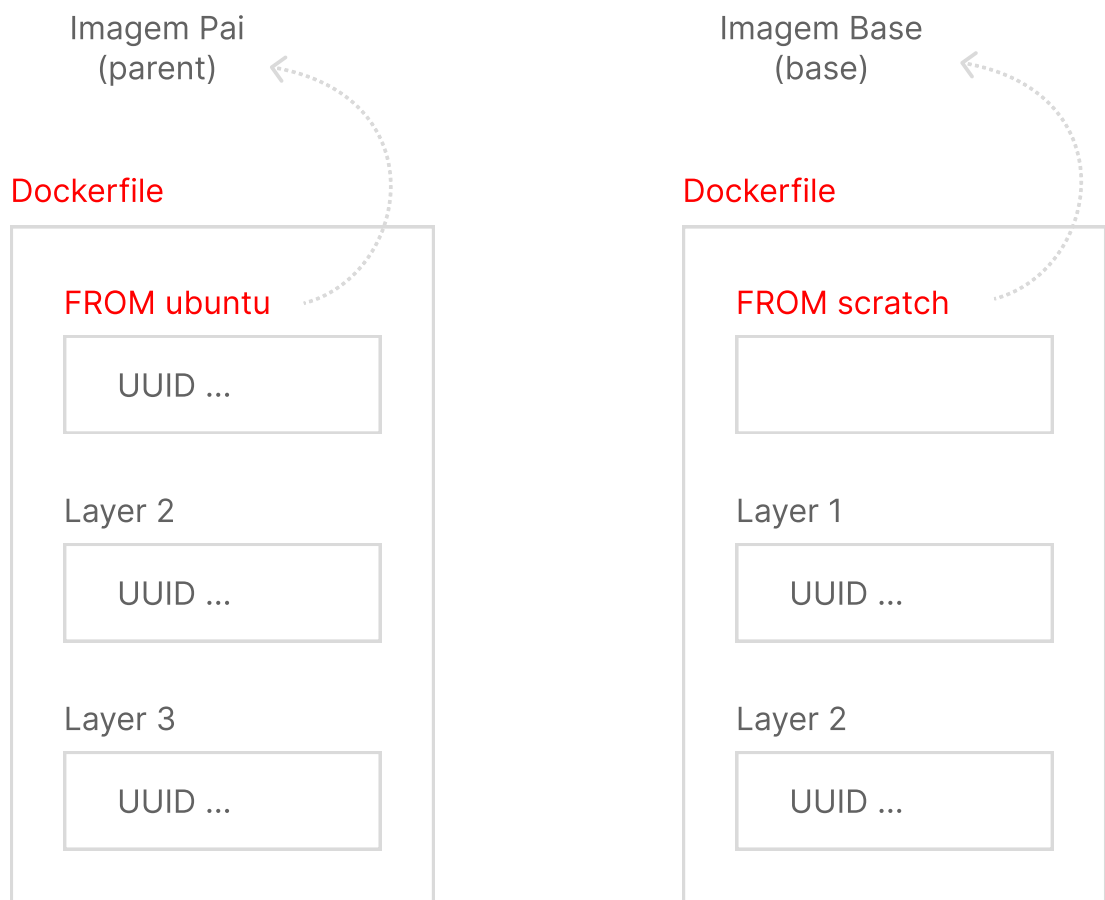 Imagem Pai
(parent)
Dockerfile
FROM ubuntu
UUID ...
Layer 2
UUID ...
Layer 3
UUID ...
Imagem Base
(base)
Dockerfile
FROM scratch
Layer 1
UUID ...
Layer 2
UUID ...